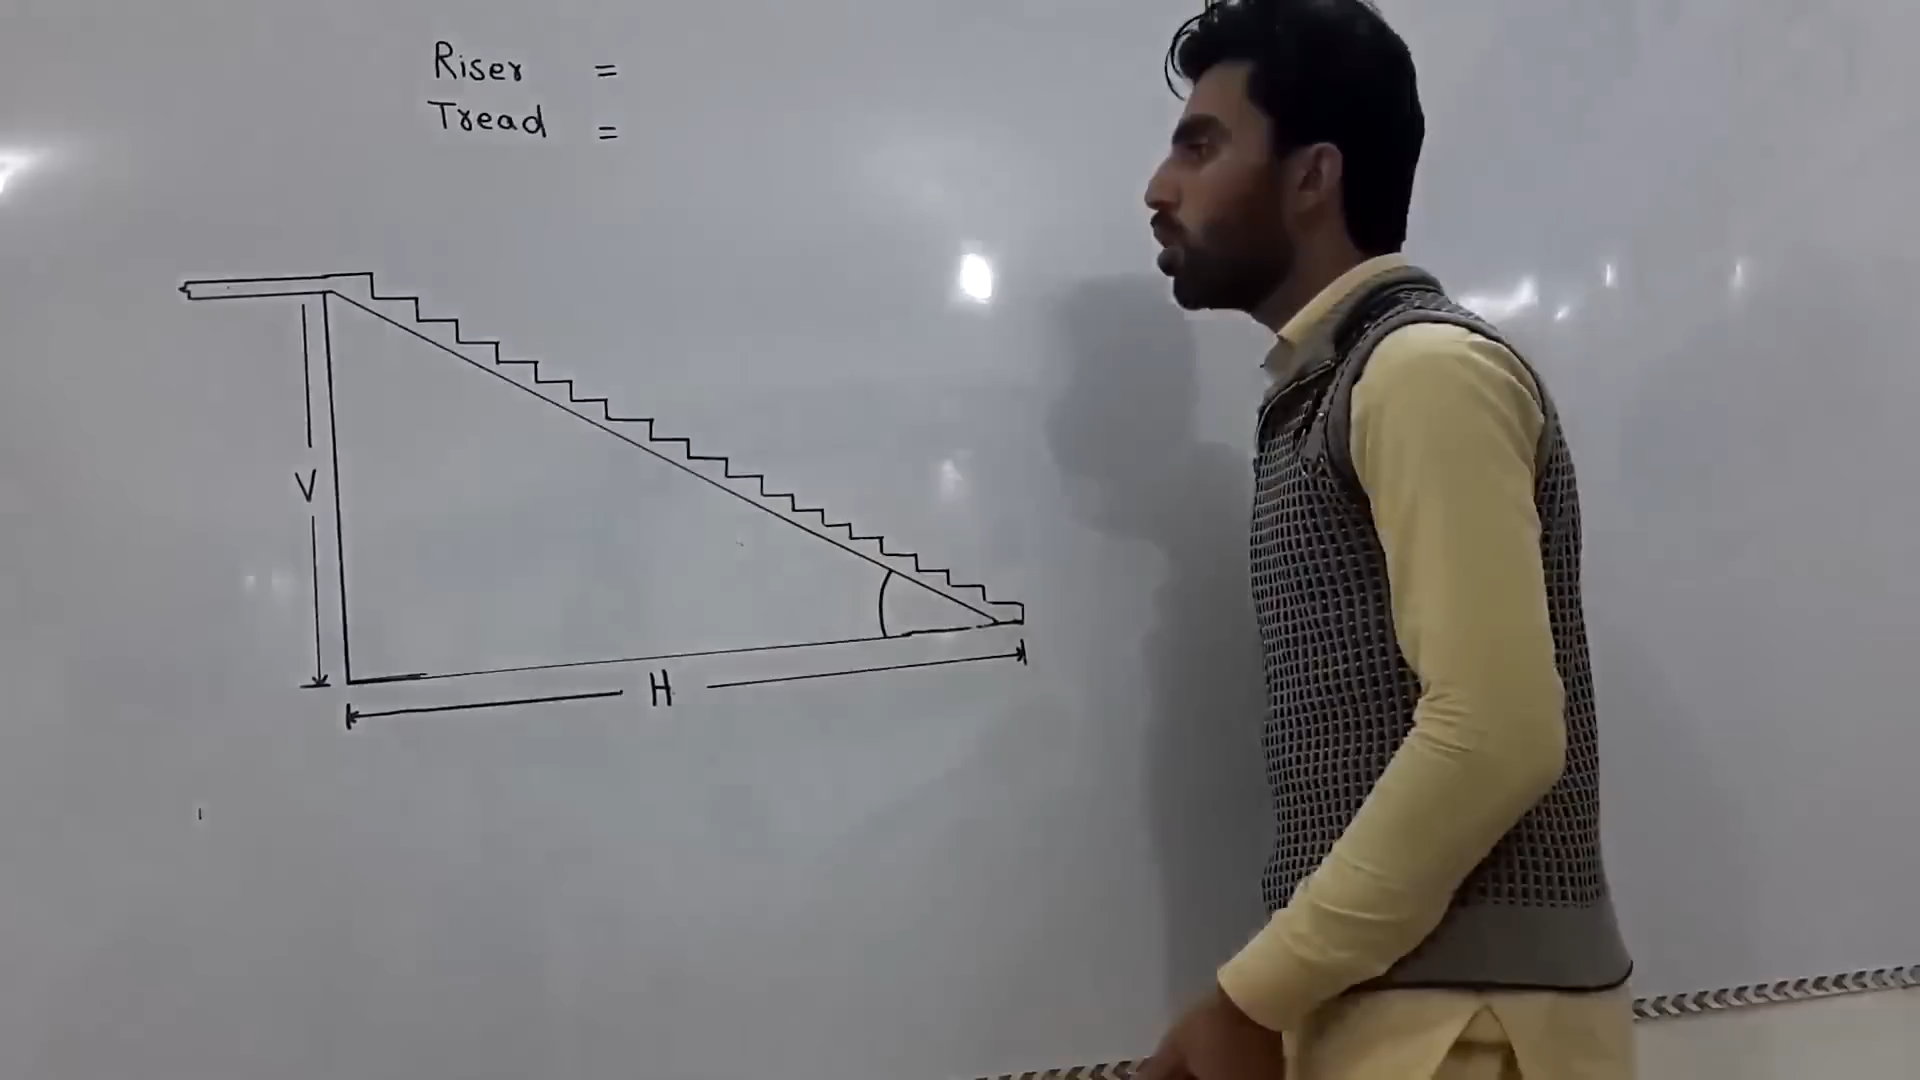 Riser =
Tread =
V
H